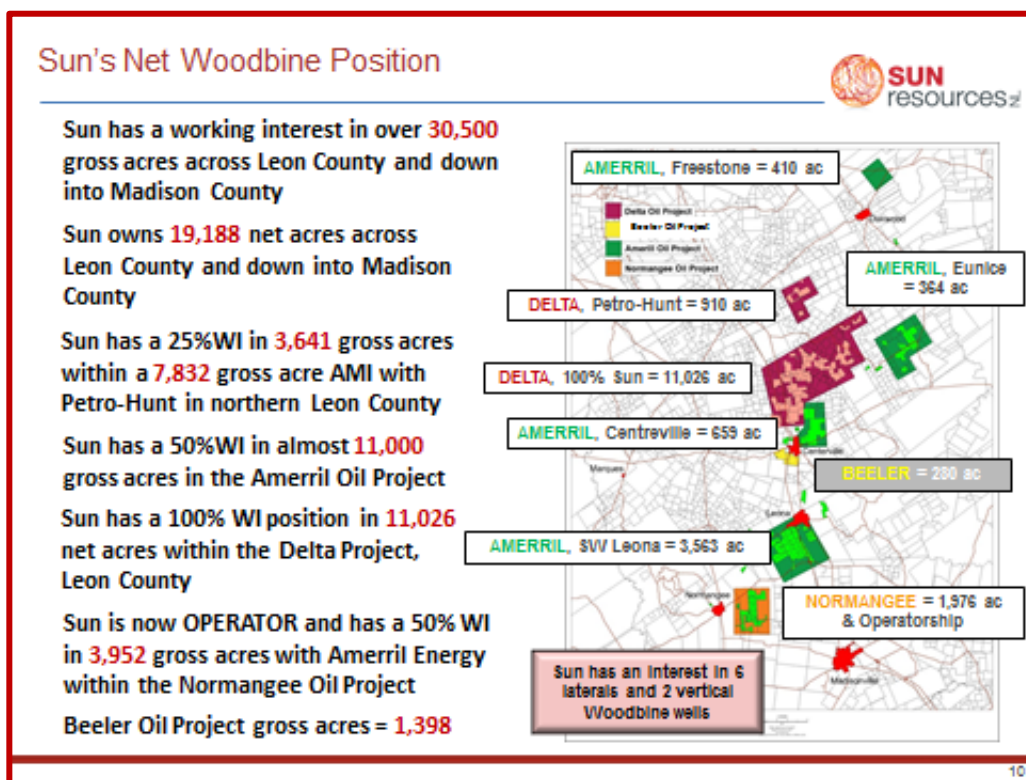 Sun's Net Woodbine Position
SUN
resources NL
Sun has a working interest in over 30,500
gross acres across Leon County and down
into Madison County
Sun owns 19,188 net acres across
Leon County and down into Madison
County
Sun has a 25%WI in 3,641 gross acres
within a 7,832 gross acre AMI with
Petro-Hunt in northern Leon County
Sun has a 50%WI in almost 11,000
gross acres in the Amerril Oil Project
Sun has a 100% WI position in 11,026
net acres within the Delta Project,
Leon County
Sun is now OPERATOR and has a 50% WI
in 3,952 gross acres with Amerril Energy
within the Normangee Oil Project
Beeler Oil Project gross acres = 1,398
AMERRIL, Freestone = 410 ac
Delta Oil Project
Beeler Oil Project
Amerril Oil Project
Normangee Oil Project
AMERRIL, Eunice
= 364 ac
DELTA, Petro-Hunt = 910 ac
DELTA, 100% Sun = 11,026 ac
AMERRIL, Centreville = 659 ac
Centerville
Marquez
BEELER = 280 ac
Leona
AMERRIL, SW Leona = 3,563 ac
Normangee
NORMANGEE = 1,976 ac
& Operatorship
Madisonville
Sun has an interest in 6
laterals and 2 vertical
Woodbine wells
10